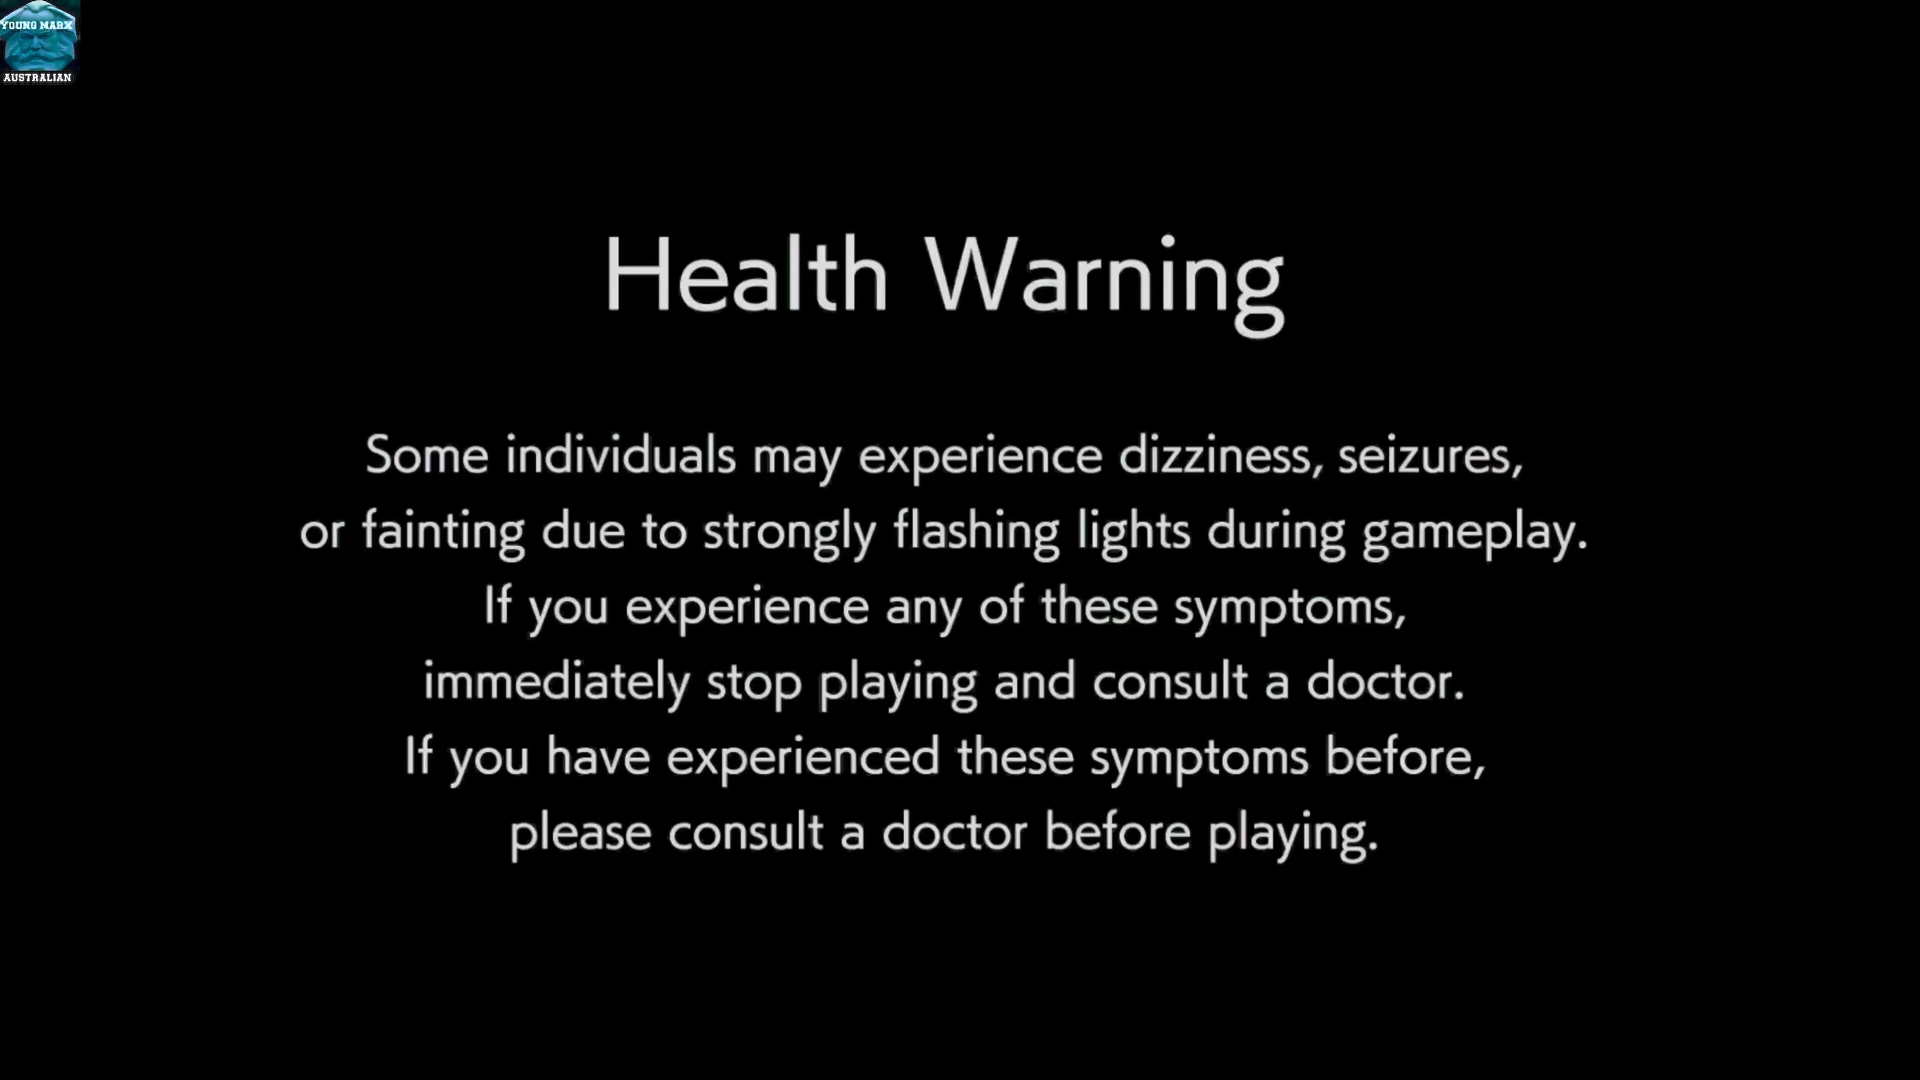 YOUNG MARX
AUSTRALIAN
Health Warning
Some individuals may experience dizziness, seizures,
or fainting due to strongly flashing lights during gameplay.
If you experience any of these symptoms,
immediately stop playing and consult a doctor.
If you have experienced these symptoms before,
please consult a doctor before playing.